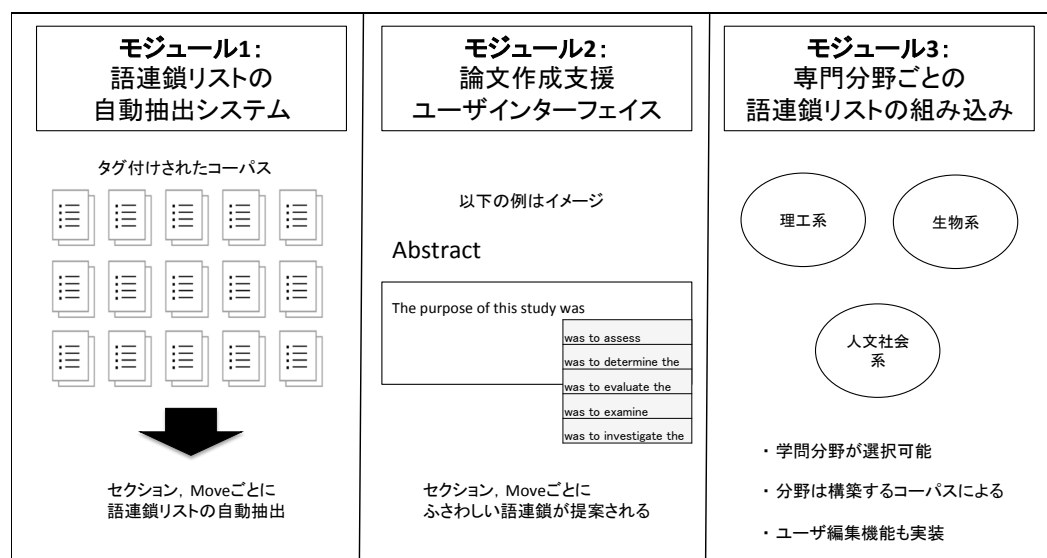 モジュール1：
語連鎖リストの
自動抽出システム
タグ付けされたコーパス
セクション，Moveごとに
語連鎖リストの自動抽出
モジュール2：
論文作成支援
ユーザインターフェイス
以下の例はイメージ
Abstract
The purpose of this study was
was to assess
was to determine the
was to evaluate the
was to examine
was to investigate the
セクション，Moveごとに
ふさわしい語連鎖が提案される
モジュール3：
専門分野ごとの
語連鎖リストの組み込み
理工系
生物系
人文社会
系
・ 学問分野が選択可能
・ 分野は構築するコーパスによる
・ ユーザ編集機能も実装